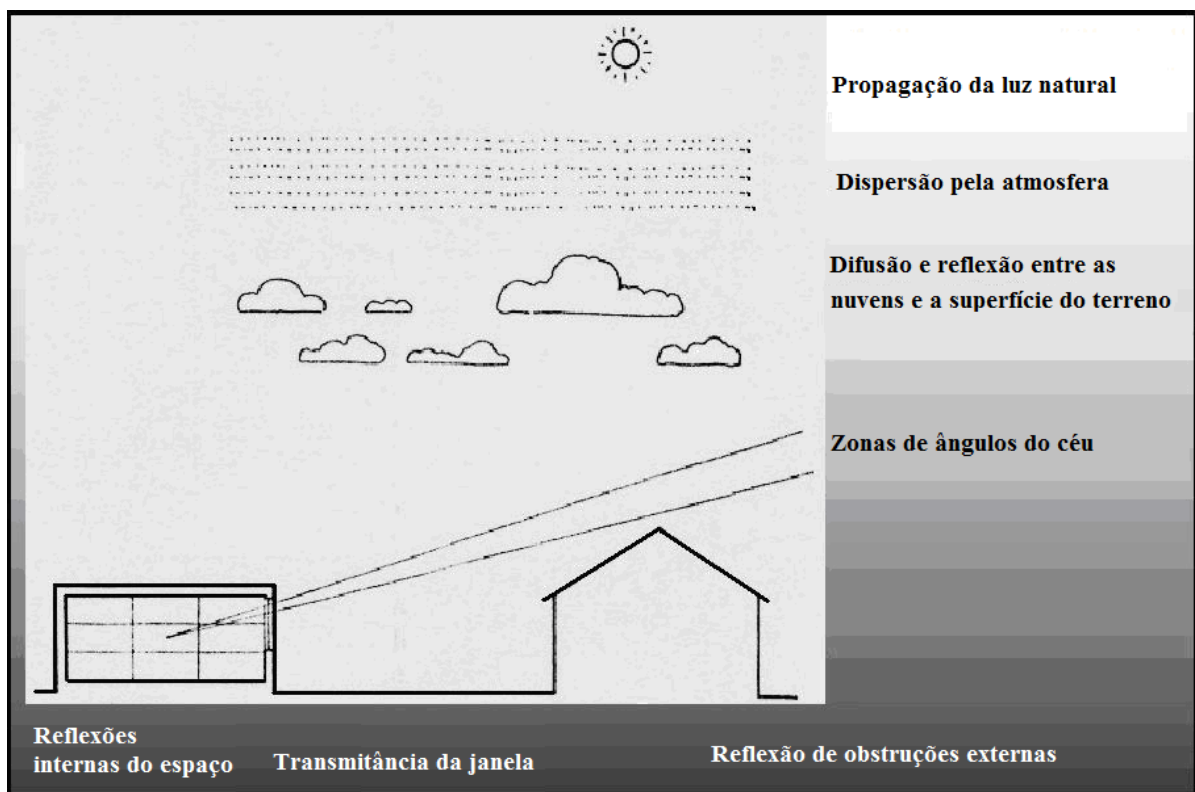 Propagação da luz natural
Dispersão pela atmosfera
Difusão e reflexão entre as
nuvens e a superfície do terreno
Zonas de ângulos do céu
Reflexões
internas do espaço
Transmitância da janela
Reflexão de obstruções externas